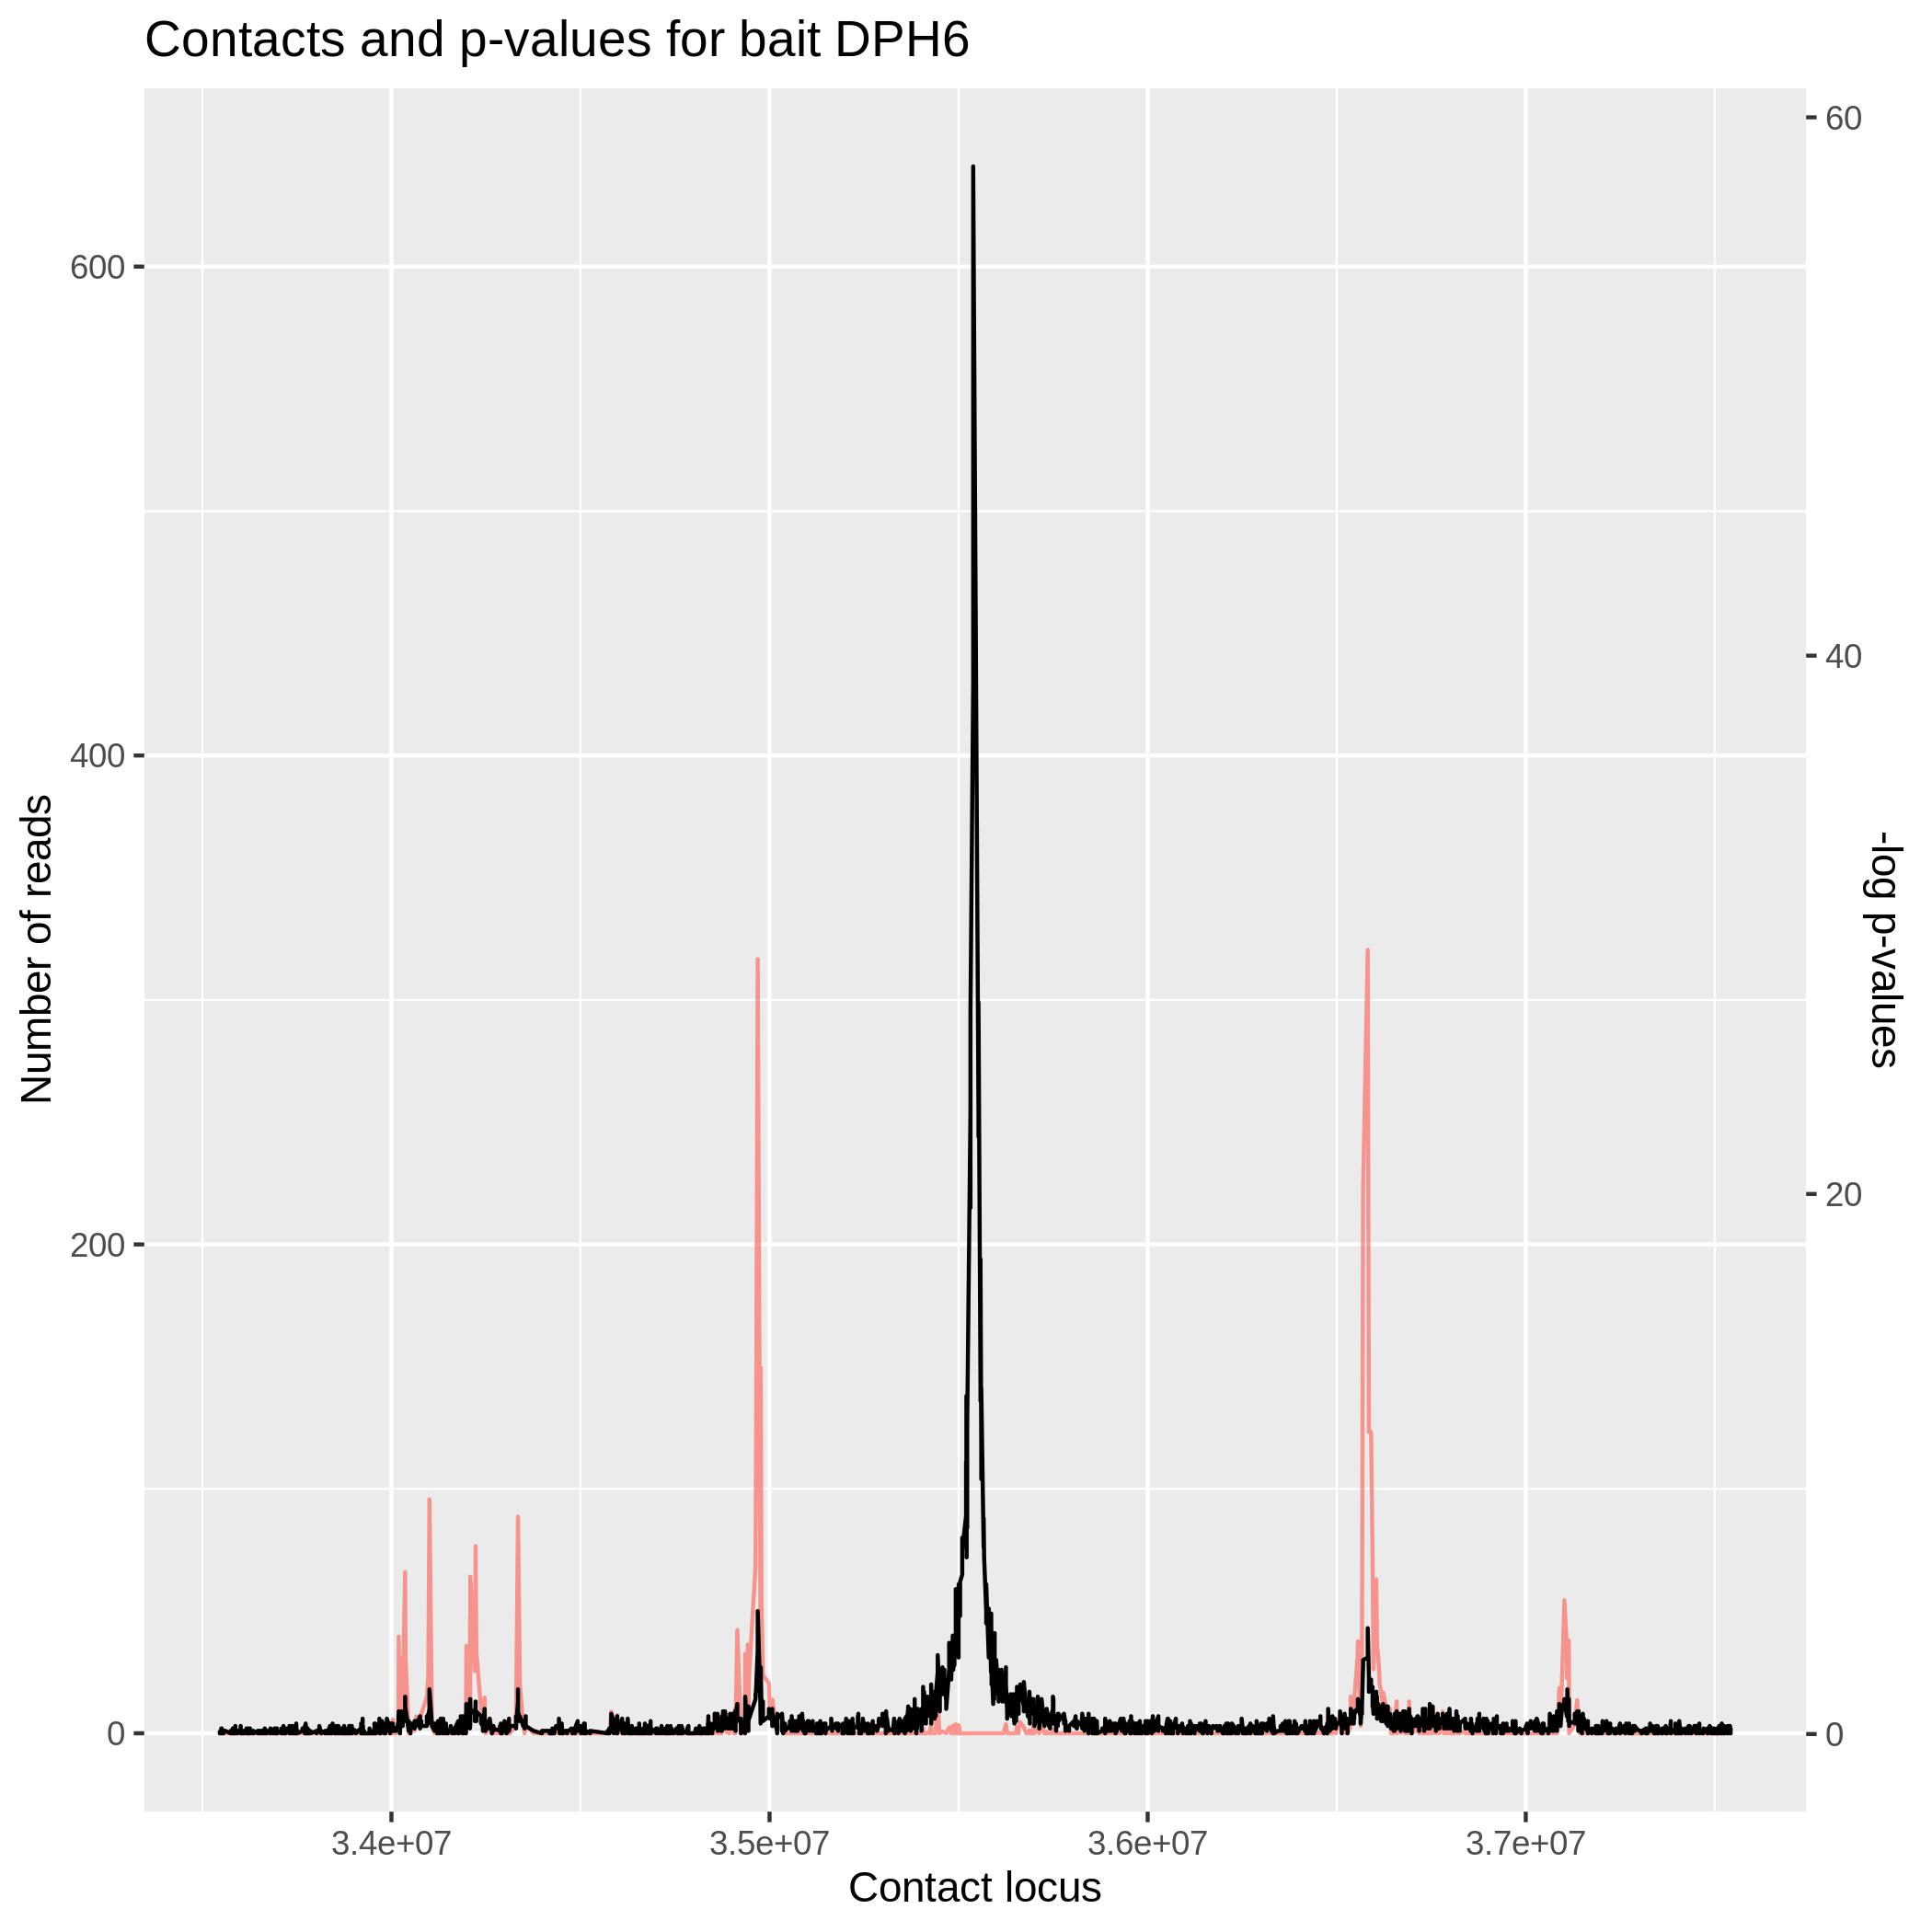 Contacts and p-values for bait DPH6
60
600
40
400
Number of reads
-log p-values
20
200
0
0
3.4e+07
3.5e+07
3.6e+07
3.7e+07
Contact locus